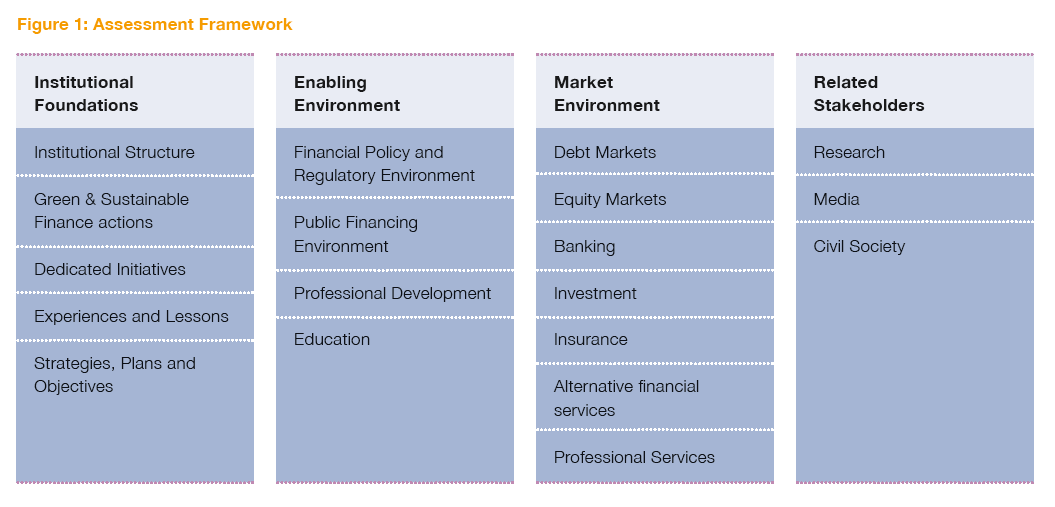 Figure 1: Assessment Framework
Institutional
Foundations
Institutional Structure
Green & Sustainable
Finance actions
Dedicated Initiatives
Experiences and Lessons
Strategies, Plans and
Objectives
Enabling
Environment
Financial Policy and
Regulatory Environment
Public Financing
Environment
Professional Development
Education
Market
Environment
Debt Markets
Equity Markets
Banking
Investment
Insurance
Alternative financial
services
Professional Services
Related
Stakeholders
Research
Media
Civil Society